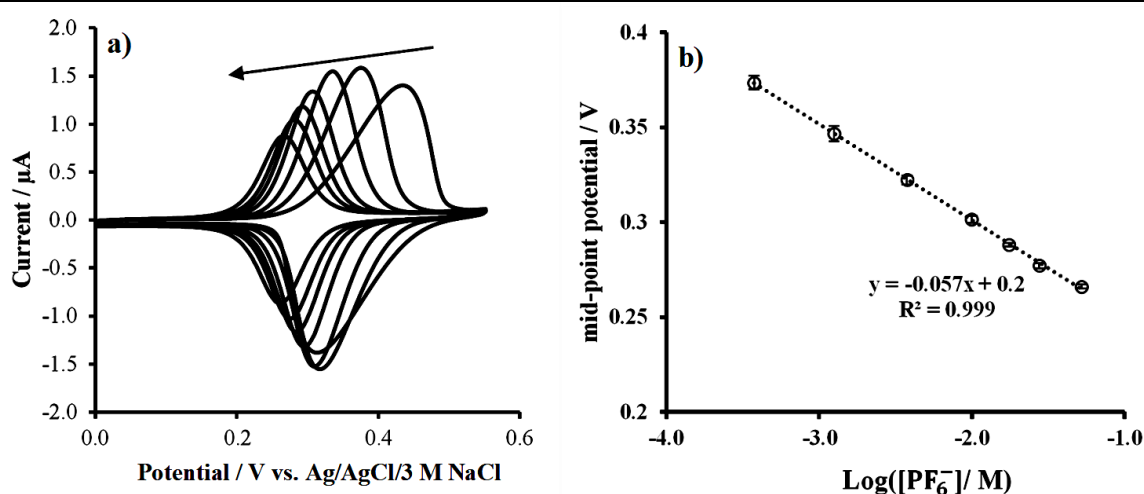 a)
2.0
1.5
1.0
0.5
0.0
-0.5
-1.0
-1.5
-2.0
Current / µA
0.0
0.2
0.4
0.6
Potential / V vs. Ag/AgCl/3 M NaCl
b)
0.4
0.35
0.3
0.25
0.2
mid-point potential / V
y = -0.057x + 0.2
R² = 0.999
-4.0
-3.0
-2.0
-1.0
Log([PF₆⁻]/ M)